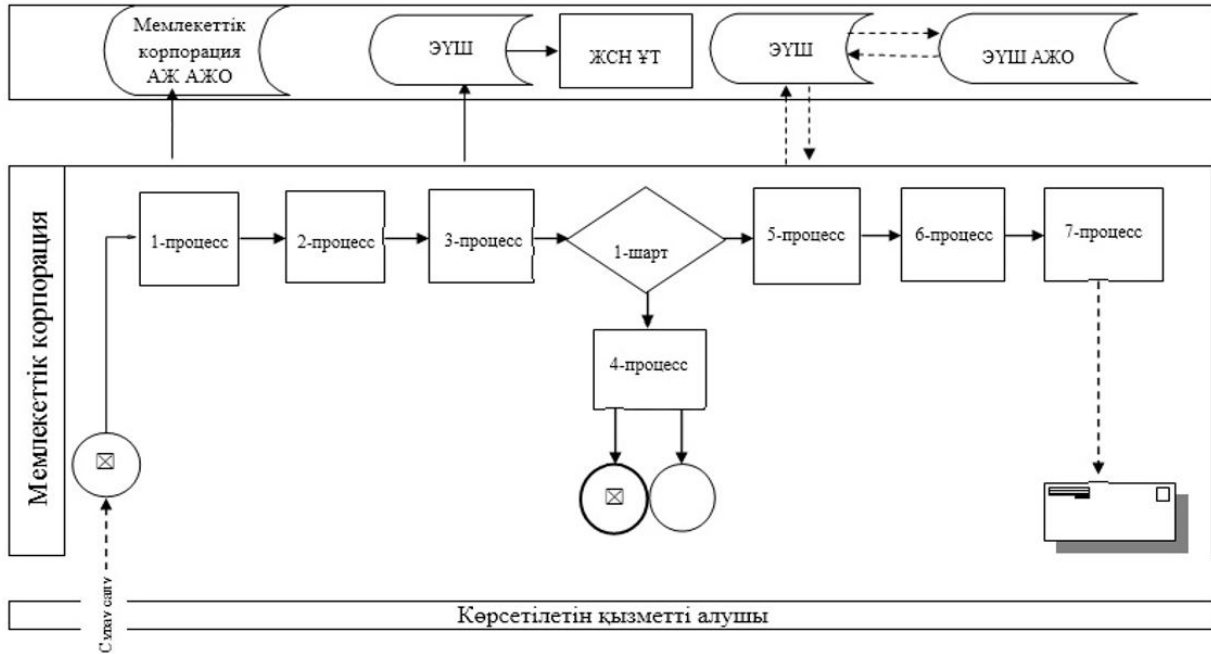 Мемлекеттік
корпорация
АЖ АЖО
ЭҮШ
ЖСН ҰТ
ЭҮШ
ЭҮШ АЖО
Мемлекеттік корпорация
1-процесс
2-процесс
3-процесс
1-шарт
5-процесс
6-процесс
7-процесс
4-процесс
Сұрау салу
Көрсетілетін қызметті алушы